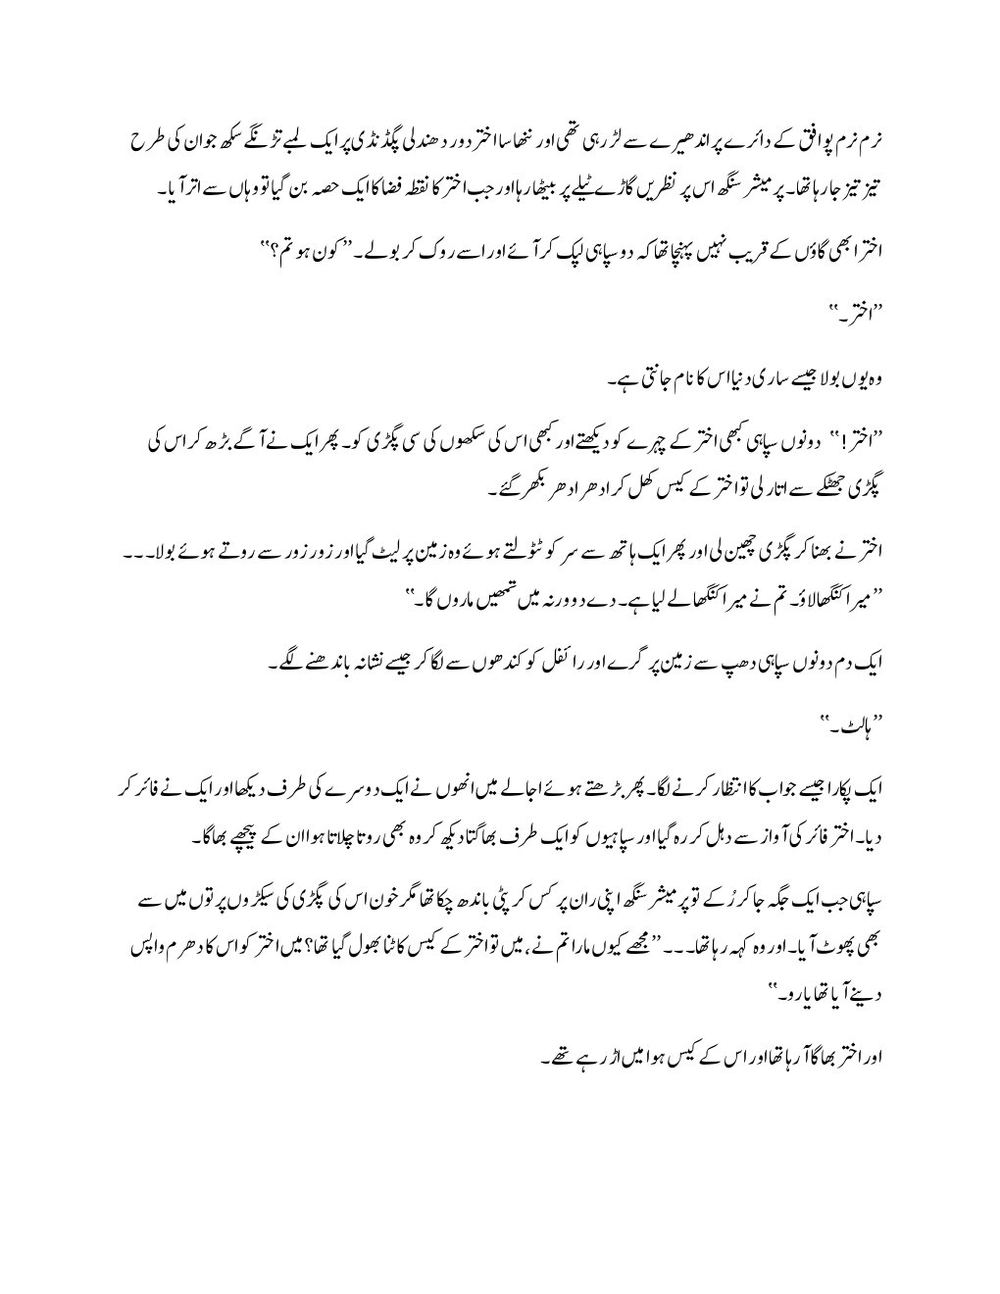 نرم نرم پو افق کے دائرے پر اندھیرے سے لڑ رہی تھی اور ننھا سا اختر دور دھندلی پگڈنڈی پر ایک لمبے تڑنگے سکھ جوان کی طرح
تیز تیز جا رہا تھا۔ پرمیشر سنگھ اس پر نظریں گاڑے ٹیلے پر بیٹھا رہا اور جب اختر کا نقطہ فضا کا ایک حصہ بن گیا تو وہاں سے اتر آیا۔
اختر ابھی گاؤں کے قریب نہیں پہنچا تھا کہ دو سپاہی لپک کر آئے اور اسے روک کر بولے۔ ’’کون ہو تم؟‘‘
’’اختر۔‘‘
وہ یوں بولا جیسے ساری دنیا اس کا نام جانتی ہے۔
’’اختر!‘‘ دونوں سپاہی کبھی اختر کے چہرے کو دیکھتے اور کبھی اس کی سکھوں کی سی پگڑی کو۔ پھر ایک نے آگے بڑھ کر اس کی
پگڑی جھٹکے سے اتار لی تو اختر کے کیس کھل کر ادھر ادھر بکھر گئے۔
اختر نے بھنا کر پگڑی چھین لی اور پھر ایک ہاتھ سے سر کو ٹٹولتے ہوئے وہ زمین پر لیٹ گیا اور زور زور سے روتے ہوئے بولا۔۔۔
’’میرا کنگھا لاؤ۔ تم نے میرا کنگھا لے لیا ہے۔ دے دو ورنہ میں تمھیں ماروں گا۔‘‘
ایک دم دونوں سپاہی دھپ سے زمین پر گرے اور رائفل کو کندھوں سے لگا کر جیسے نشانہ باندھنے لگے۔
’’ہالٹ۔‘‘
ایک پکارا جیسے جواب کا انتظار کرنے لگا۔ پھر بڑھتے ہوئے اجالے میں انھوں نے ایک دوسرے کی طرف دیکھا اور ایک نے فائر کر
دیا۔ اختر فائر کی آواز سے دہل کر رہ گیا اور سپاہیوں کو ایک طرف بھاگتا دیکھ کر وہ بھی روتا چلاتا ہوا ان کے پیچھے بھاگا۔
سپاہی جب ایک جگہ جا کر رُکے تو پرمیشر سنگھ اپنی ران پر کس کر پٹی باندھ چکا تھا مگر خون اس کی پگڑی کی سیکڑوں پرتوں میں سے
بھی پھوٹ آیا۔ اور وہ کہہ رہا تھا۔۔۔ ’’مجھے کیوں مارا تم نے، میں تو اختر کے کیس کاٹنا بھول گیا تھا؟ میں اختر کو اس کا دھرم واپس
دینے آیا تھا یارو۔‘‘
اور اختر بھاگا آ رہا تھا اور اس کے کیس ہوا میں اڑ رہے تھے۔